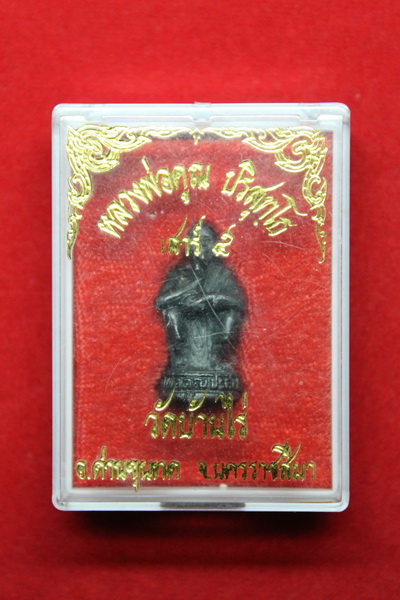 หลวงพ่อคูณ ปริสุทฺโธ
เสาร์ ๕
วัดบ้านไร่
อ.ด่านขุนทด จ.นครราชสีมา